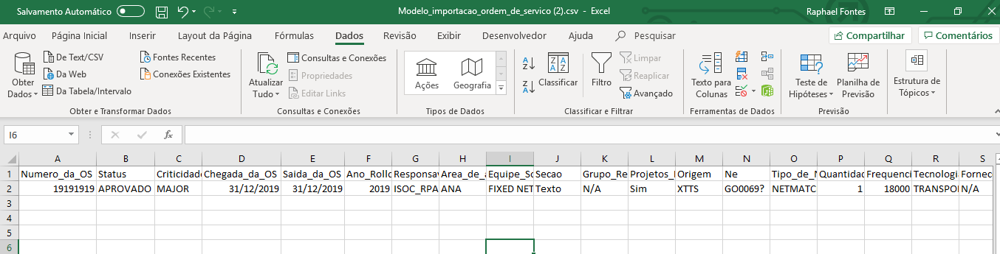 Salvamento Automático
Modelo_importacao_ordem_de_servico (2).csv - Excel
Raphael Fontes
Arquivo Página Inicial Inserir Layout da Página Fórmulas Dados Revisão Exibir Desenvolvedor Ajuda Pesquisar
Compartilhar Comentários
Obter Dados
De Text/CSV
Da Web
Da Tabela/Intervalo
Fontes Recentes
Conexões Existentes
Obter e Transformar Dados
Atualizar Tudo
Consultas e Conexões
Propriedades
Editar Links
Consultas e Conexões
Ações Geografia
Tipos de Dados
Classificar
Filtro
Limpar
Reaplicar
Avançado
Classificar e Filtrar
Texto para Colunas
Ferramentas de Dados
Teste de Hipóteses
Planilha de Previsão
Previsão
Estrutura de Tópicos
I6 fx
A B C D E F G H I J K L M N O P Q R S
1 Numero_da_OS Status Criticidade Chegada_da_OS Saida_da_OS Ano_Rollo Responsav Area_de_a Equipe_So Secao Grupo_Re Projetos_ Origem Ne Tipo_de_N Quantidac Frequenci Tecnologia Fornec
2 19191919 APROVADO MAJOR 31/12/2019 31/12/2019 2019 ISOC_RPA ANA FIXED NET Texto N/A Sim XTTS GO0069? NETMATC 1 18000 TRANSPO N/A
3
4
5
6